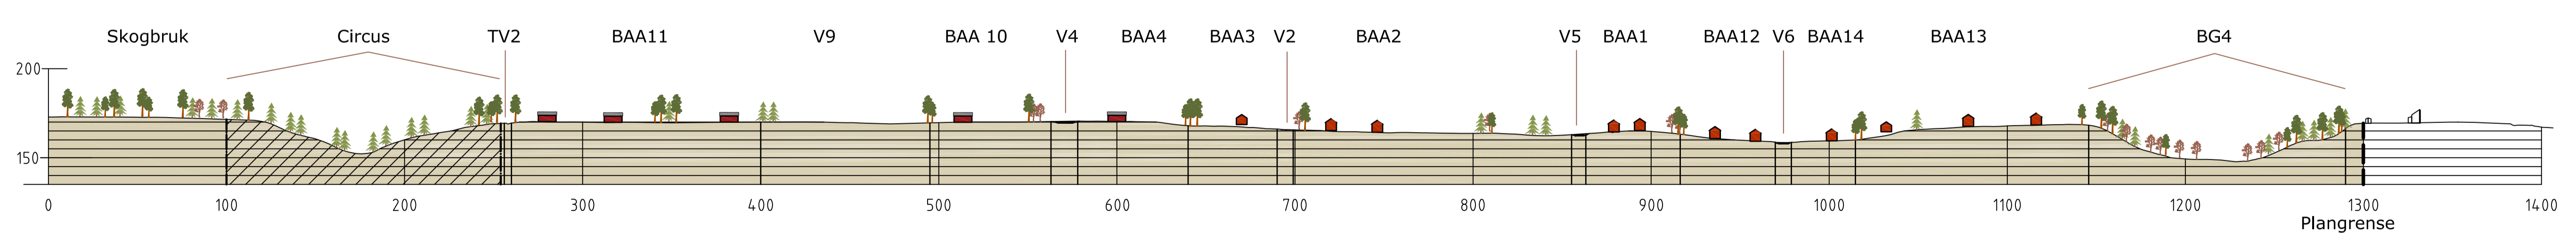 Skogbruk Circus TV2 BAA11 V9 BAA 10 V4 BAA4 BAA3 V2 BAA2 V5 BAA1 BAA12 V6 BAA14 BAA13 BG4
200
150
0 100 200 300 400 500 600 700 800 900 1000 1100 1200 1300 1400
Plangrense